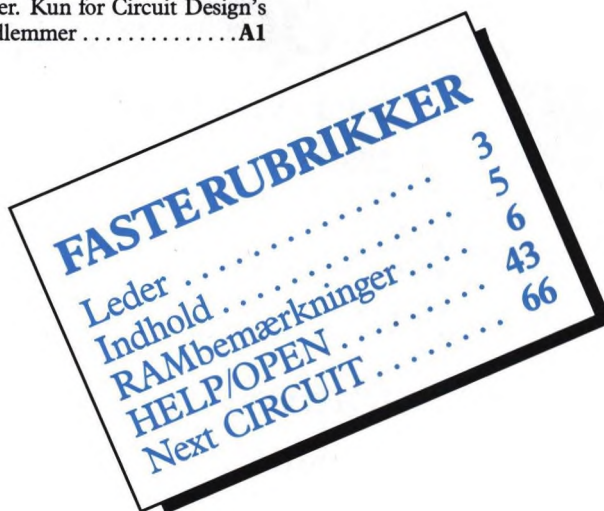 er. Kun for Circuit Design's
llemmer . . . . . . . . . . . . . . A1
FASTE RUBRIKKER
Leder . . . . . . . . . . . . . . . . 3
Indhold . . . . . . . . . . . . . . 5
RAMbemærkninger . . . . 6
HELP/OPEN . . . . . . . . . 43
Next CIRCUIT . . . . . . . . 66